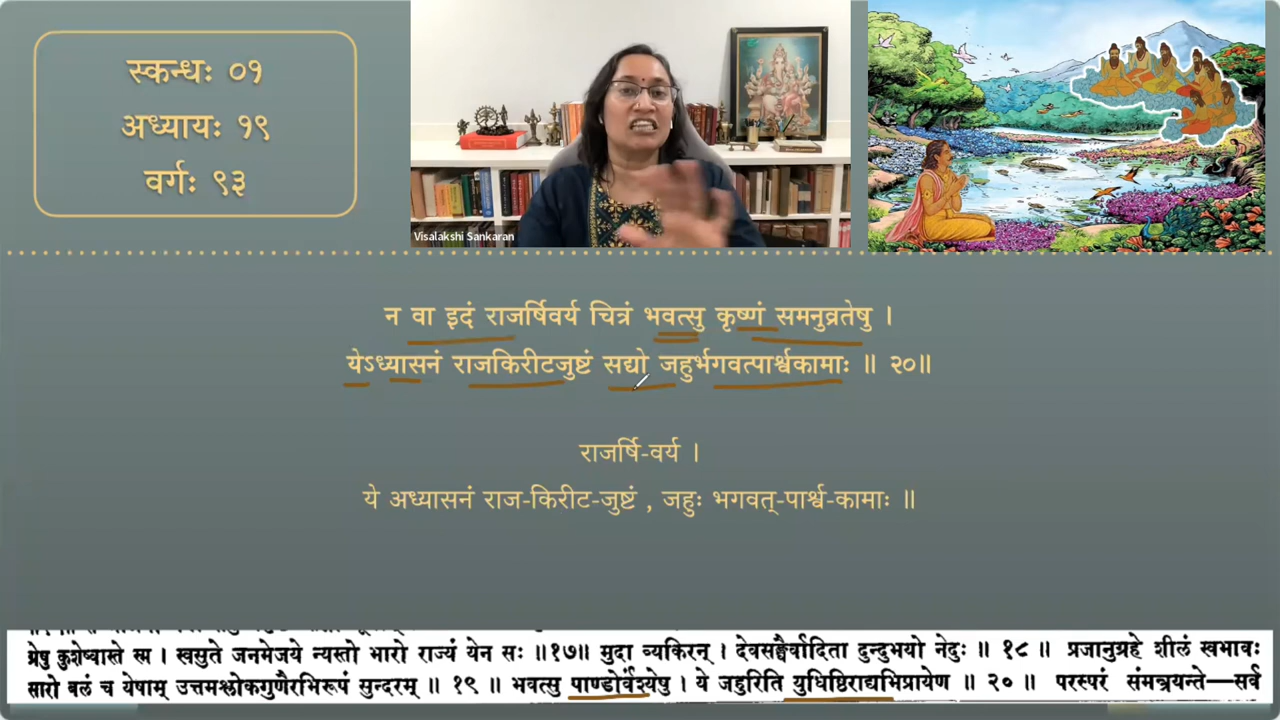 स्कन्धः ०१
अध्यायः १९
वर्गः ९३
Visalakshi Sankaran
न वा इदं राजर्षिवर्य चित्रं भवत्सु कृष्णं समनुव्रतेषु ।
येऽध्यासनं राजकिरीटजुष्टं सद्यो जहुर्भगवत्पार्श्वकामाः ॥ २०॥
राजर्षि-वर्य ।
ये अध्यासनं राज-किरीट-जुष्टं , जहुः भगवत्-पार्श्व-कामाः ॥
प्रेषु कुशेष्वास्ते स्म । स्वसुते जनमेजये न्यस्तो भारो राज्यं येन सः ॥१७॥ मुदा व्यकिरन् । देवसङ्घैर्वादिता दुन्दुभयो नेदुः ॥ १८ ॥ प्रजानुग्रहे शीलं स्वभावः
सारो बलं च येषाम् उत्तमश्लोकगुणैरभिरूपं सुन्दरम् ॥ १९ ॥ भवत्सु पाण्डोर्वंश्येषु । ये जहुरिति युधिष्ठिराद्यभिप्रायेण ॥ २० ॥ परस्परं संमन्त्रयन्ते—सर्व